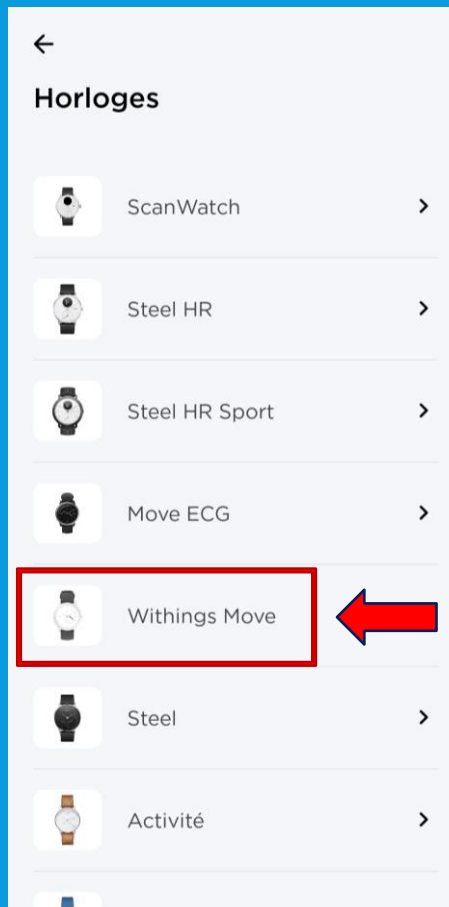 Horloges
ScanWatch
Steel HR
Steel HR Sport
Move ECG
Withings Move
Steel
Activité